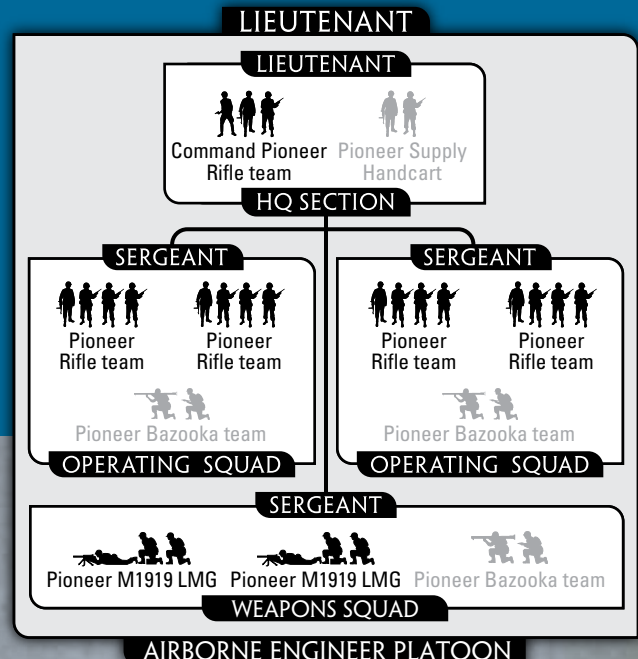 LIEUTENANT
LIEUTENANT
Command Pioneer
Rifle team
Pioneer Supply
Handcart
HQ SECTION
SERGEANT
Pioneer
Rifle team
Pioneer
Rifle team
Pioneer Bazooka team
OPERATING SQUAD
SERGEANT
Pioneer
Rifle team
Pioneer
Rifle team
Pioneer Bazooka team
OPERATING SQUAD
SERGEANT
Pioneer M1919 LMG
Pioneer M1919 LMG
Pioneer Bazooka team
WEAPONS SQUAD
AIRBORNE ENGINEER PLATOON